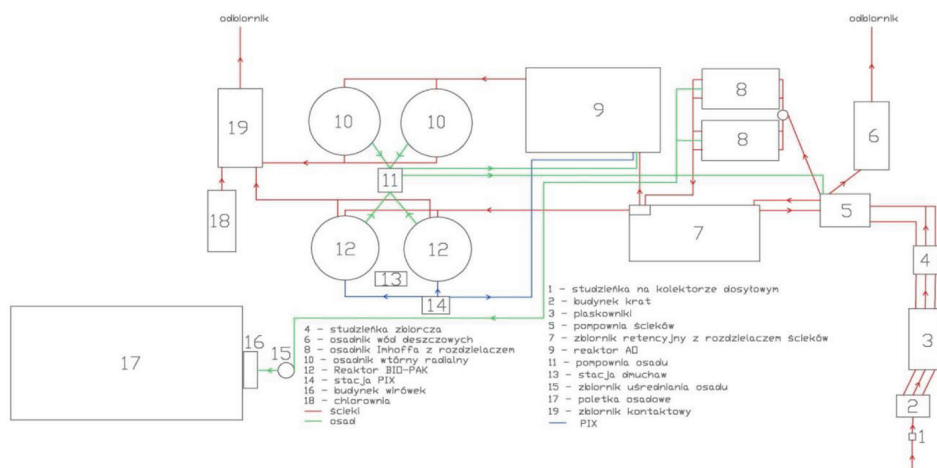 odbiornik
odbiornik
19
10
10
9
8
8
6
11
18
12
12
7
5
4
13
14
17
16
15
3
2
1
1 - studzieńka na kolektorze dosyłowym
2 - budynek krat
3 - piaskowniki
4 - studzieńka zbiorcza
5 - pompownia ścieków
6 - osadnik wód deszczowych
7 - zbiornik retencyjny z rozdzielaczem ścieków
8 - osadnik Imhoffa z rozdzielaczem
9 - reaktor AO
10 - osadnik wtórny radialny
11 - pompownia osadu
12 - Reaktor BIO-PAK
13 - stacja dmuchaw
14 - stacja PIX
15 - zbiornik uśredniania osadu
16 - budynek wirówek
17 - poletka osadowe
18 - chlorownia
19 - zbiornik kontaktowy
ścieki
osad
PIX